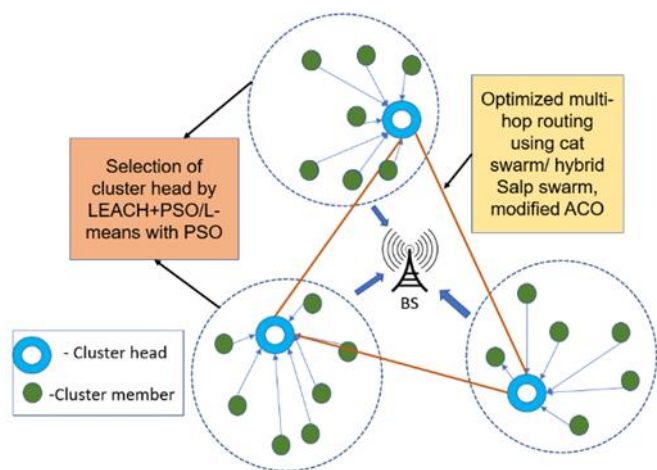 Selection of
cluster head by
LEACH+PSO/L-
means with PSO
Optimized multi-
hop routing
using cat
swarm/ hybrid
Salp swarm,
modified ACO
BS
- Cluster head
-Cluster member